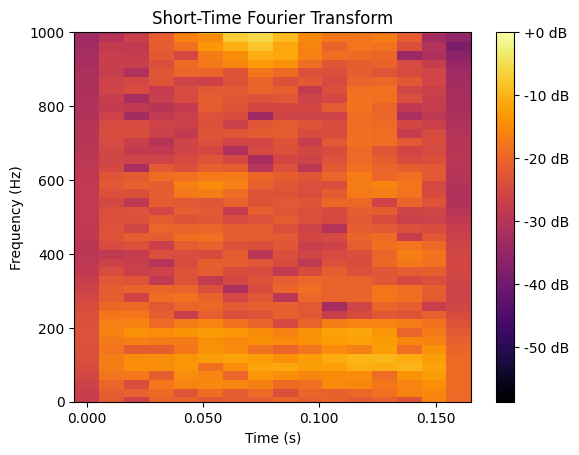 Short-Time Fourier Transform
1000
800
600
400
200
0
Frequency (Hz)
0.000
0.050
0.100
0.150
Time (s)
+0 dB
-10 dB
-20 dB
-30 dB
-40 dB
-50 dB